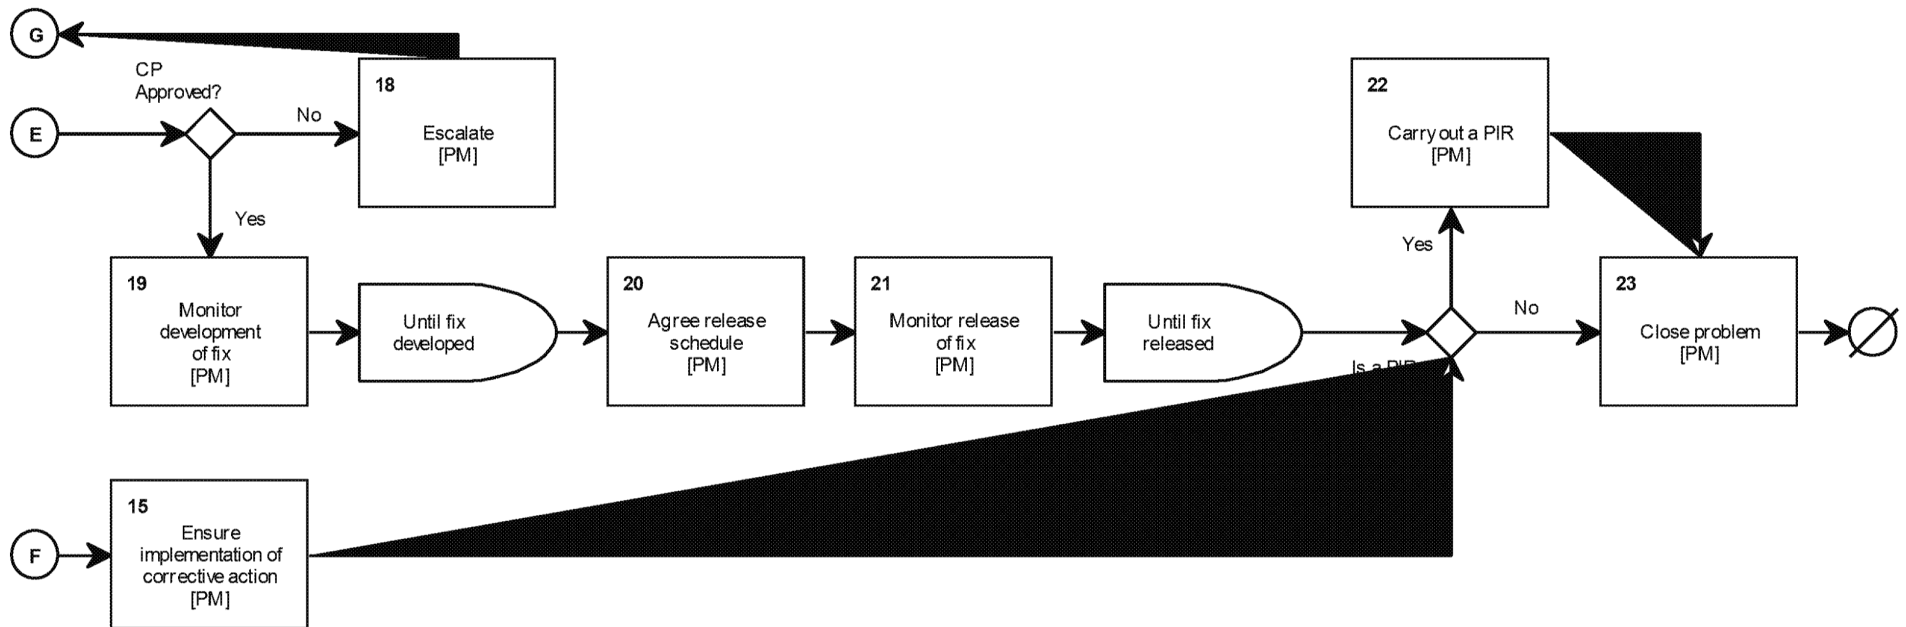 G
CP
Approved?
E
No
18
Escalate
[PM]
Yes
22
Carry out a PIR
[PM]
Yes
19
Monitor
development
of fix
[PM]
Until fix
developed
20
Agree release
schedule
[PM]
21
Monitor release
of fix
[PM]
Until fix
released
Is a PIR
No
23
Close problem
[PM]
F
15
Ensure
implementation of
corrective action
[PM]